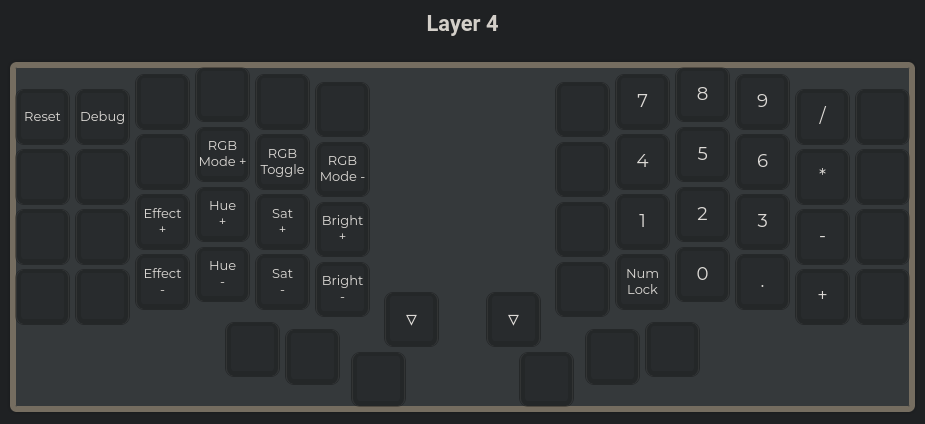 Layer 4
Reset
Debug
7
8
9
/
RGB
Mode +
RGB
Toggle
RGB
Mode -
4
5
6
*
Effect
+
Hue
+
Sat
+
Bright
+
1
2
3
-
Effect
-
Hue
-
Sat
-
Bright
-
Num
Lock
0
.
+
▽
▽